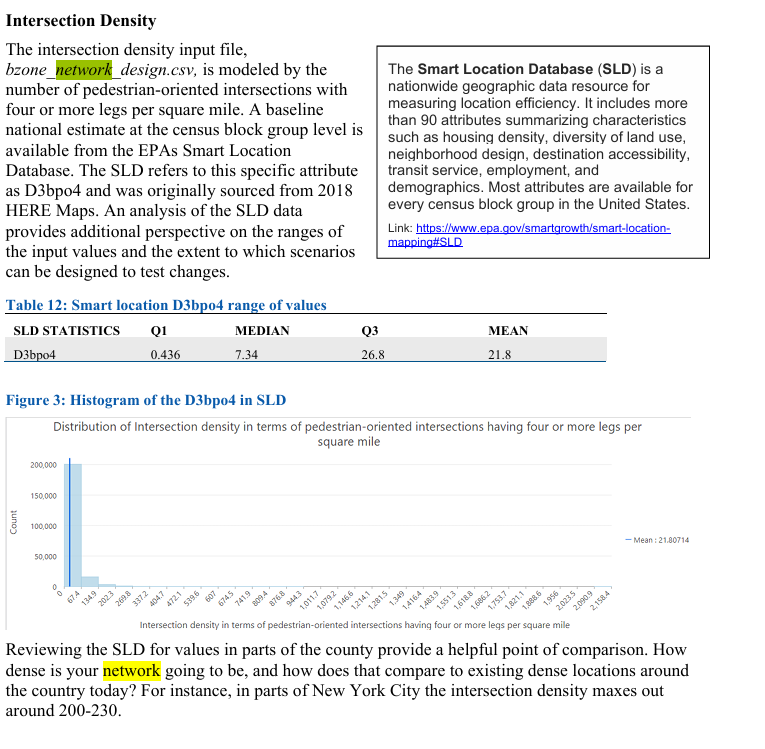 Intersection Density
The intersection density input file,
bzone_network_design.csv, is modeled by the
number of pedestrian-oriented intersections with
four or more legs per square mile. A baseline
national estimate at the census block group level is
available from the EPAs Smart Location
Database. The SLD refers to this specific attribute
as D3bpo4 and was originally sourced from 2018
HERE Maps. An analysis of the SLD data
provides additional perspective on the ranges of
the input values and the extent to which scenarios
can be designed to test changes.
The Smart Location Database (SLD) is a
nationwide geographic data resource for
measuring location efficiency. It includes more
than 90 attributes summarizing characteristics
such as housing density, diversity of land use,
neighborhood design, destination accessibility,
transit service, employment, and
demographics. Most attributes are available for
every census block group in the United States.
Link: https://www.epa.gov/smartgrowth/smart-location-
mapping#SLD
Table 12: Smart location D3bpo4 range of values
SLD STATISTICS Q1 MEDIAN Q3 MEAN
D3bpo4 0.436 7.34 26.8 21.8
Figure 3: Histogram of the D3bpo4 in SLD
Distribution of Intersection density in terms of pedestrian-oriented intersections having four or more legs per
square mile
200,000
150,000
100,000
50,000
0
Count
Mean : 21.80714
0 67.4 134.9 202.3 269.8 337.2 404.7 472.1 539.6 607 674.5 741.9 809.4 876.8 944.3 1,011.7 1,079.2 1,146.6 1,214.1 1,281.5 1,349 1,416.4 1,483.9 1,551.3 1,618.8 1,686.2 1,753.7 1,821.1 1,888.6 1,956 2,023.5 2,090.9 2,158.4
Intersection density in terms of pedestrian-oriented intersections having four or more legs per square mile
Reviewing the SLD for values in parts of the county provide a helpful point of comparison. How
dense is your network going to be, and how does that compare to existing dense locations around
the country today? For instance, in parts of New York City the intersection density maxes out
around 200-230.